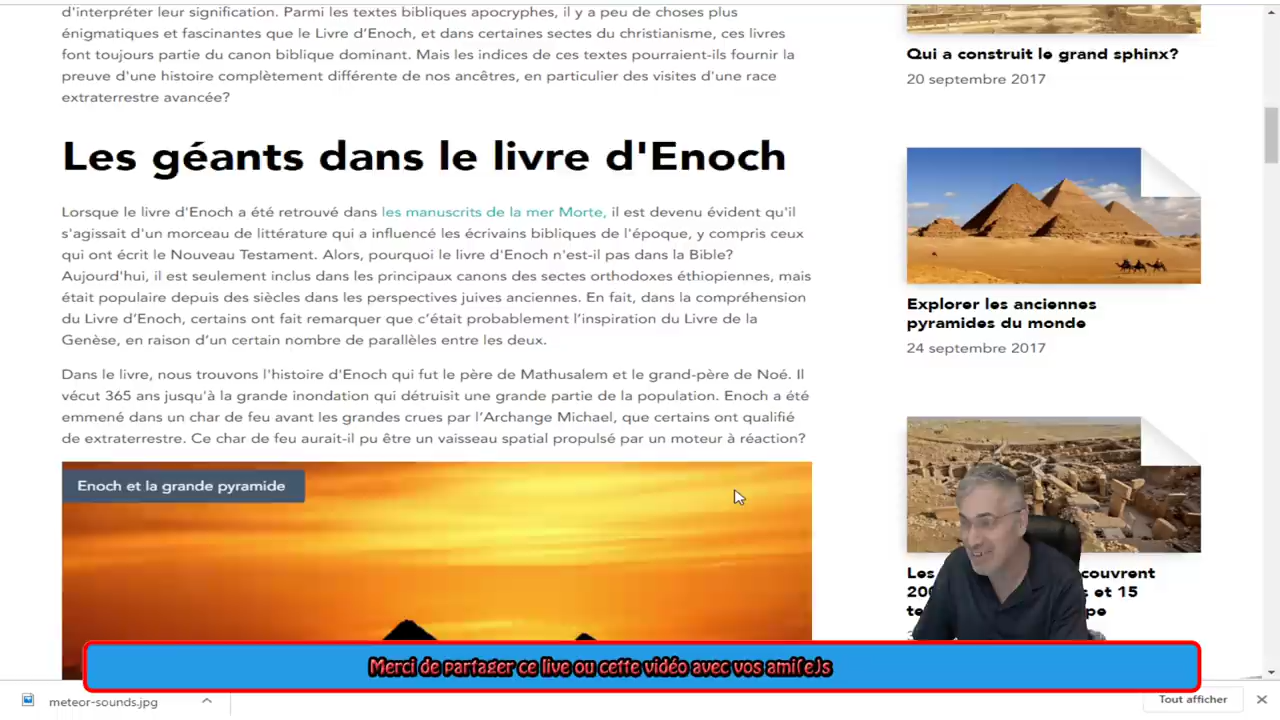 d'interpréter leur signification. Parmi les textes bibliques apocryphes, il y a peu de choses plus
énigmatiques et fascinantes que le Livre d’Enoch, et dans certaines sectes du christianisme, ces livres
font toujours partie du canon biblique dominant. Mais les indices de ces textes pourraient-ils fournir la
preuve d'une histoire complètement différente de nos ancêtres, en particulier des visites d'une race
extraterrestre avancée?
Les géants dans le livre d'Enoch
Lorsque le livre d'Enoch a été retrouvé dans les manuscrits de la mer Morte, il est devenu évident qu'il
s'agissait d'un morceau de littérature qui a influencé les écrivains bibliques de l'époque, y compris ceux
qui ont écrit le Nouveau Testament. Alors, pourquoi le livre d'Enoch n'est-il pas dans la Bible?
Aujourd'hui, il est seulement inclus dans les principaux canons des sectes orthodoxes éthiopiennes, mais
était populaire depuis des siècles dans les perspectives juives anciennes. En fait, dans la compréhension
du Livre d’Enoch, certains ont fait remarquer que c’était probablement l’inspiration du Livre de la
Genèse, en raison d’un certain nombre de parallèles entre les deux.
Dans le livre, nous trouvons l'histoire d'Enoch qui fut le père de Mathusalem et le grand-père de Noé. Il
vécut 365 ans jusqu'à la grande inondation qui détruisit une grande partie de la population. Enoch a été
emmené dans un char de feu avant les grandes crues par l’Archange Michael, que certains ont qualifié
de extraterrestre. Ce char de feu aurait-il pu être un vaisseau spatial propulsé par un moteur à réaction?
Enoch et la grande pyramide
Qui a construit le grand sphinx?
20 septembre 2017
Explorer les anciennes
pyramides du monde
24 septembre 2017
Les couvrent
200 et 15
Merci de partager ce live ou cette vidéo avec vos ami(e)s
meteor-sounds.jpg
Tout afficher